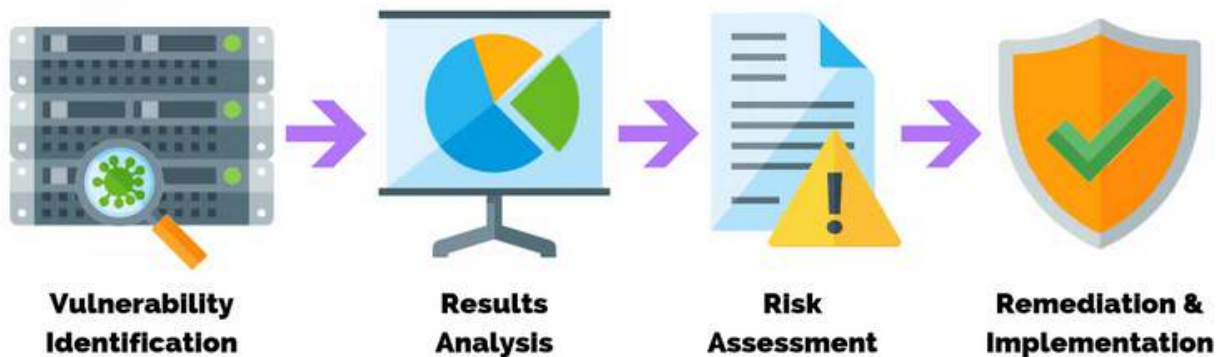 Vulnerability
Identification
Results
Analysis
Risk
Assessment
Remediation &
Implementation